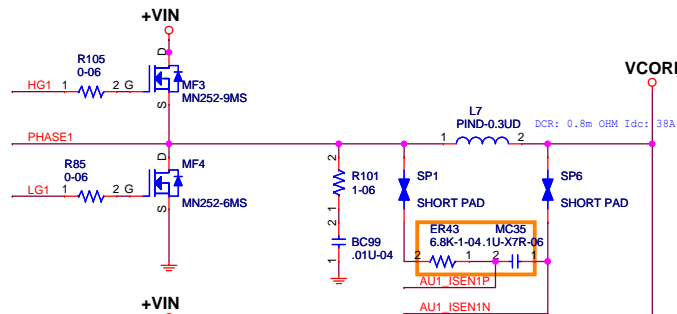 +VIN
D
R105
0-06
HG1
1
2
G
MF3
MN252-9MS
S
VCOR
L7
PIND-0.3UD
DCR: 0.8m OHM Idc: 38A
PHASE1
1
2
D
R85
0-06
MF4
LG1
1
2
G
MN252-6MS
S
2
R101
1-06
1
SP1
SHORT PAD
SP6
SHORT PAD
2
BC99
.01U-04
1
ER43
MC35
6.8K-1-04
.1U-X7R-06
2
1
2
1
AU1_ISEN1P
AU1_ISEN1N
+VIN